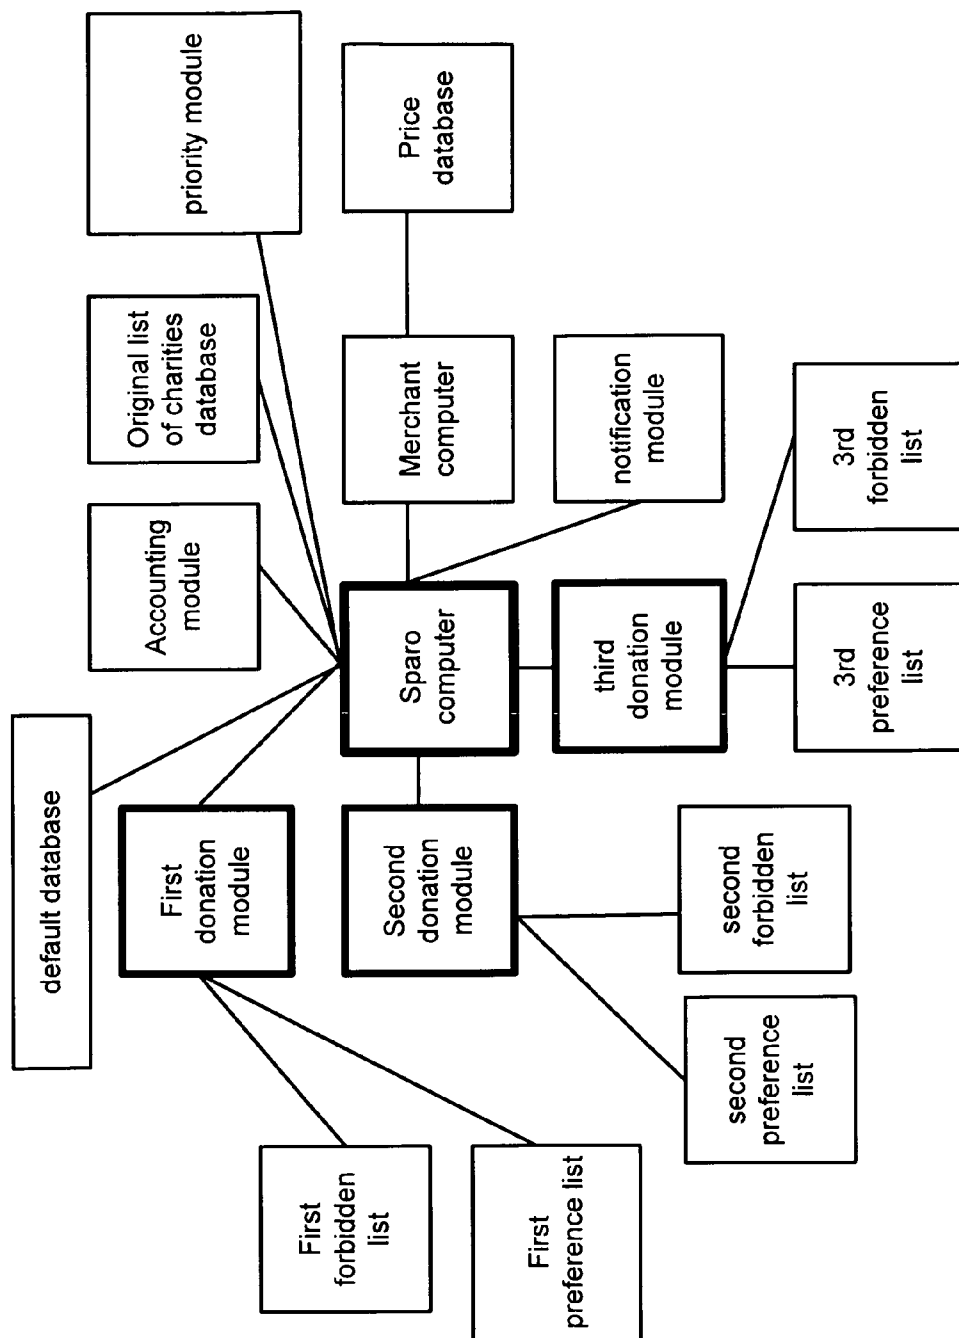 default database
First
donation
module
Accounting
module
Original list
of charities
database
priority module
First
forbidden
list
Second
donation
module
Sparo
computer
Merchant
computer
Price
database
First
preference list
third
donation
module
notification
module
second
preference
list
second
forbidden
list
3rd
preference
list
3rd
forbidden
list